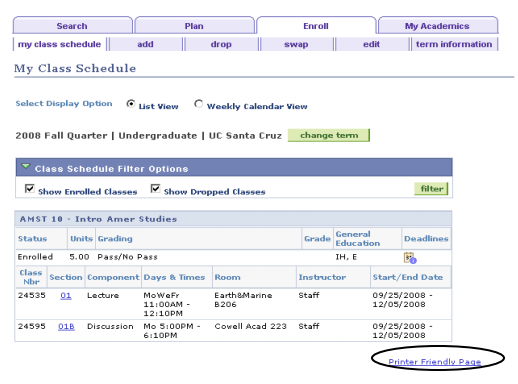 Search Plan Enroll My Academics
my class schedule add drop swap edit term information
My Class Schedule
Select Display Option List View Weekly Calendar View
2008 Fall Quarter | Undergraduate | UC Santa Cruz change term
Class Schedule Filter Options
Show Enrolled Classes Show Dropped Classes filter
AMST 10 - Intro Amer Studies
Status Units Grading Grade General Education Deadlines
Enrolled 5.00 Pass/No Pass IH, E
Class Nbr Section Component Days & Times Room Instructor Start/End Date
24535 01 Lecture MoWeFr Earth&Marine Staff 09/25/2008 -
11:00AM - B206 12/05/2008
12:10PM
24595 01B Discussion Mo 5:00PM - Cowell Acad 223 Staff 09/25/2008 -
6:10PM 12/05/2008
Printer Friendly Page